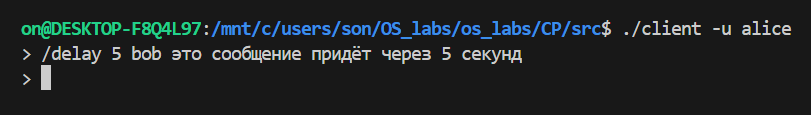 on@DESKTOP-F8Q4L97:/mnt/c/users/son/OS_labs/os_labs/CP/src$ ./client -u alice
> /delay 5 bob это сообщение придёт через 5 секунд
>